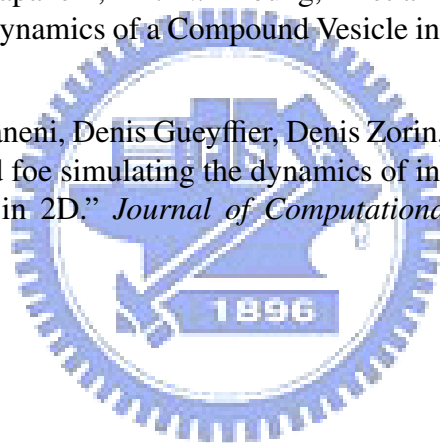 ynamics of a Compound Vesicle in
aneni, Denis Gueyffier, Denis Zorin,
d foe simulating the dynamics of in
in 2D.” Journal of Computationa
1896